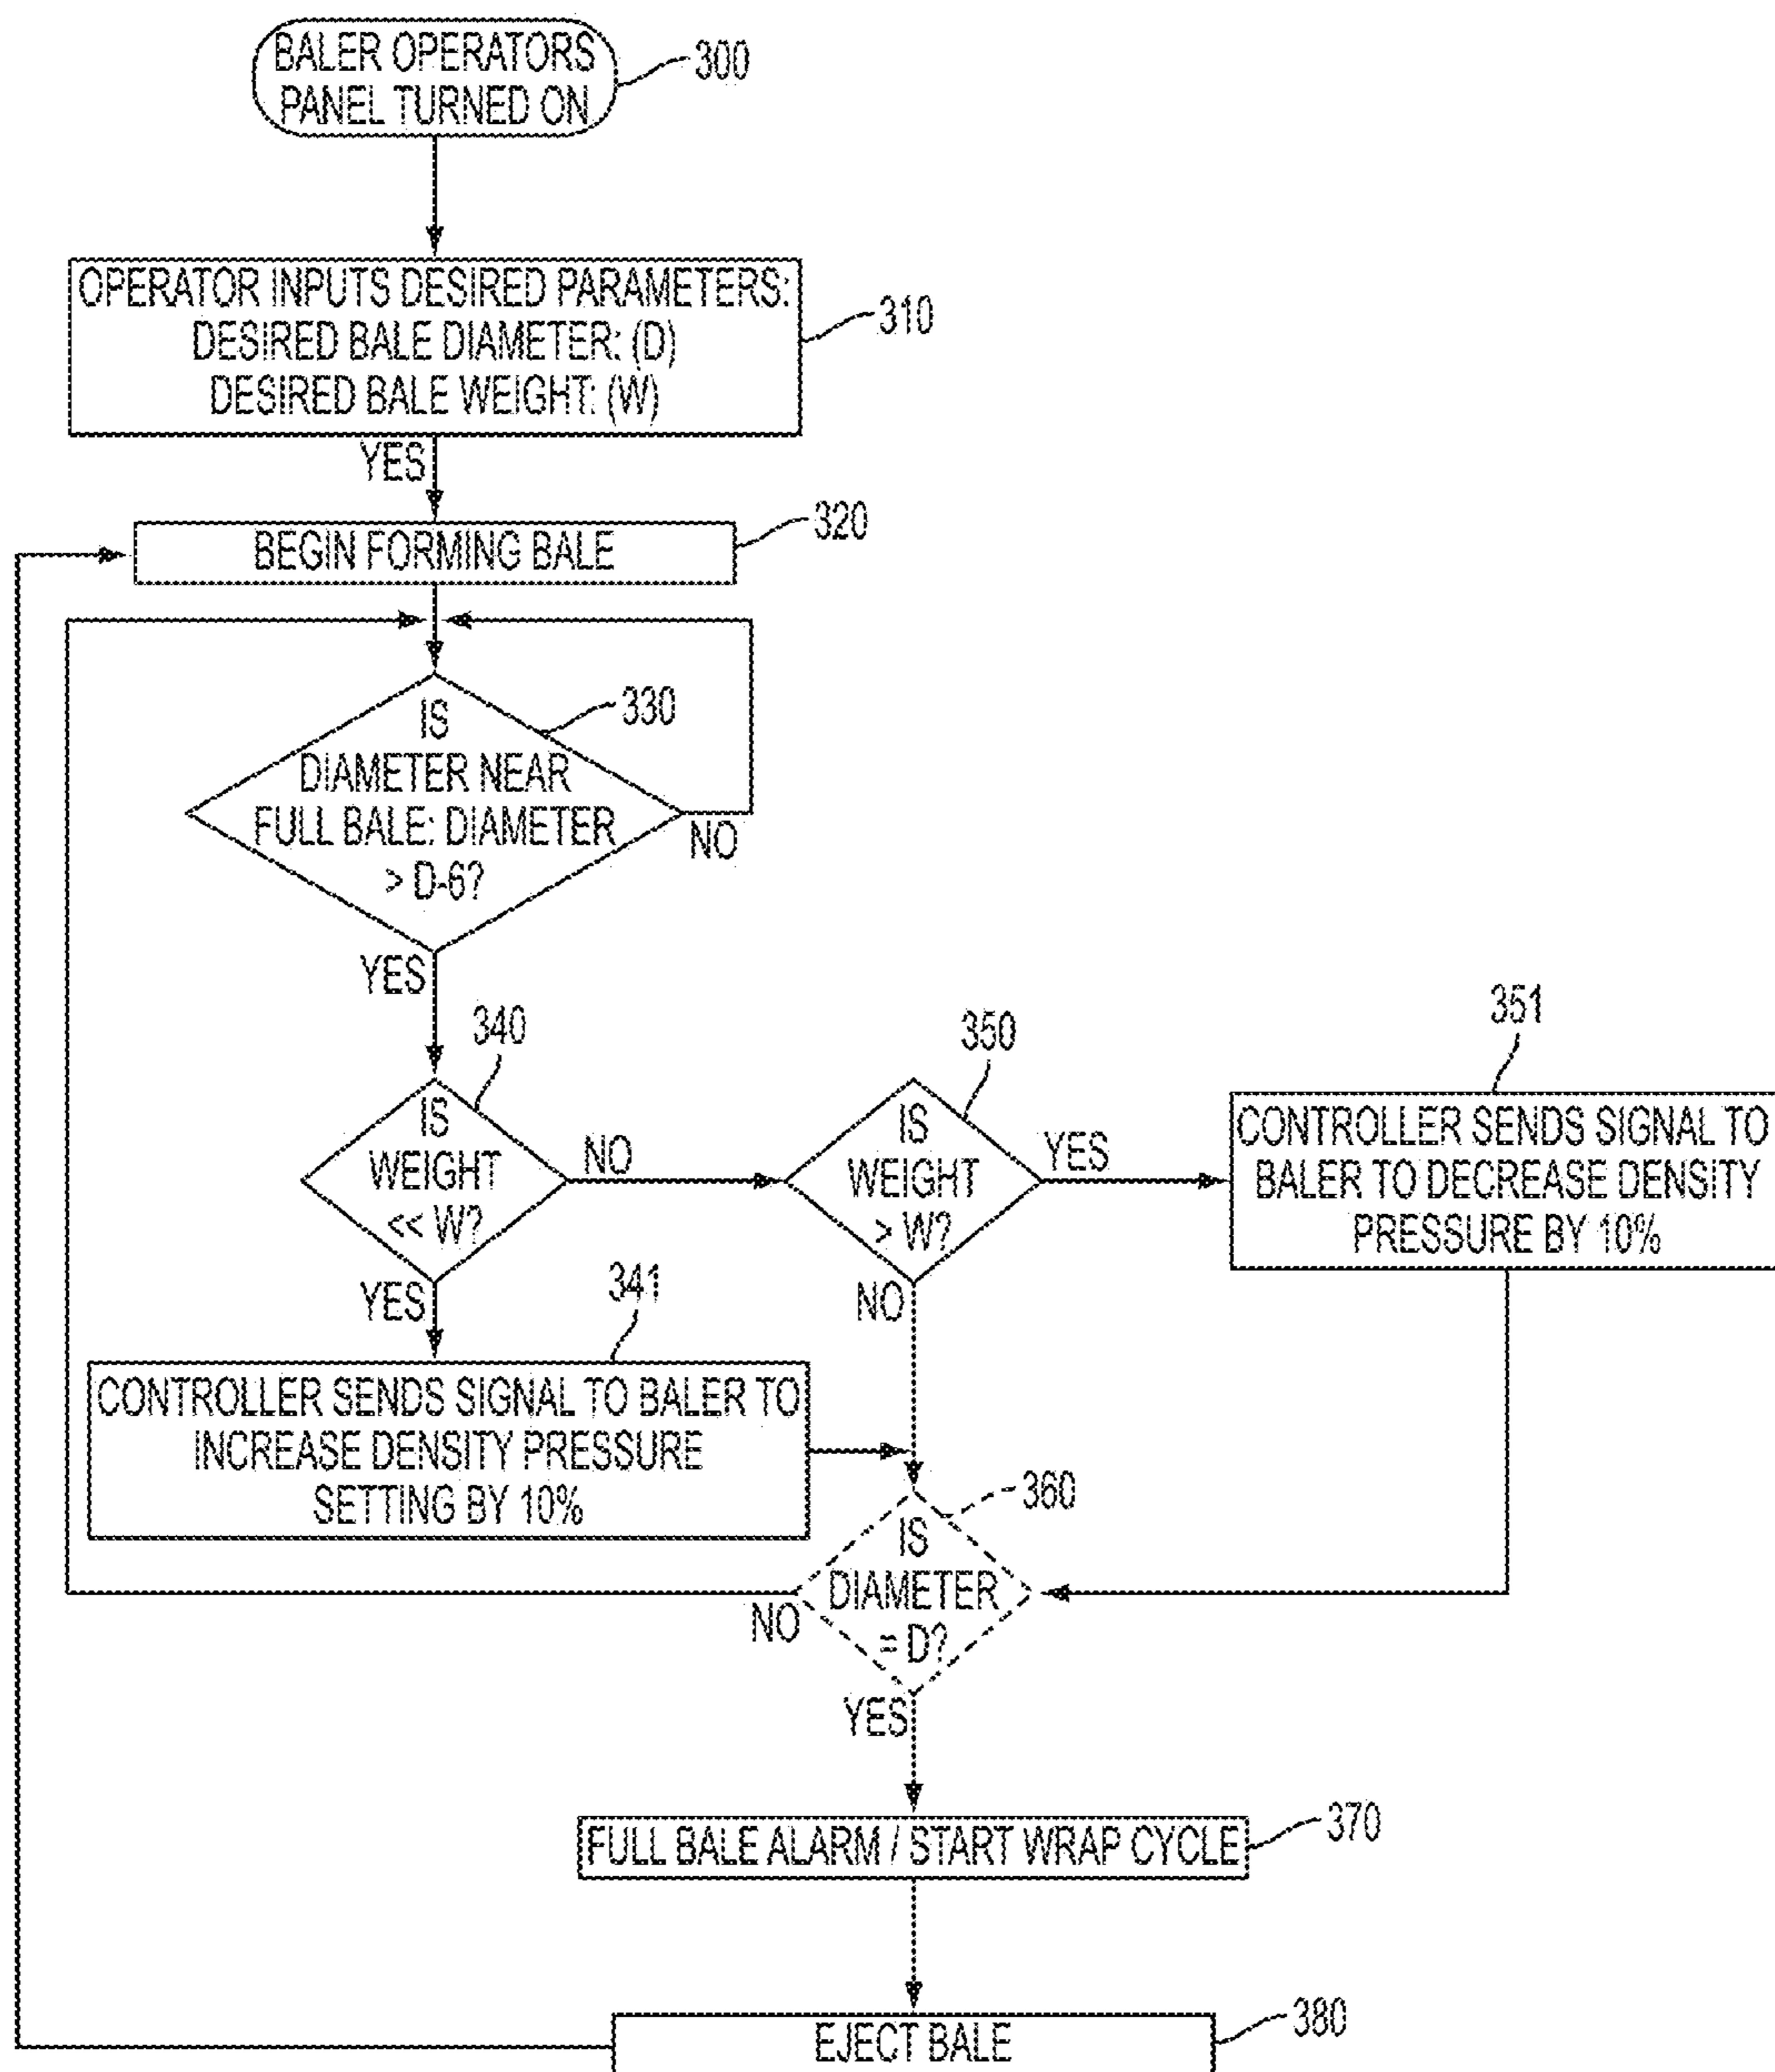 BALER OPERATORS
PANEL TURNED ON
300
OPERATOR INPUTS DESIRED PARAMETERS:
DESIRED BALE DIAMETER: (D)
DESIRED BALE WEIGHT: (W)
310
YES
BEGIN FORMING BALE
320
IS
DIAMETER NEAR
FULL BALE: DIAMETER
> D-6?
330
NO
YES
340
IS
WEIGHT
<< W?
NO
350
IS
WEIGHT
> W?
YES
351
CONTROLLER SENDS SIGNAL TO
BALER TO DECREASE DENSITY
PRESSURE BY 10%
YES
341
NO
CONTROLLER SENDS SIGNAL TO BALER TO
INCREASE DENSITY PRESSURE
SETTING BY 10%
360
IS
DIAMETER
= D?
NO
YES
FULL BALE ALARM / START WRAP CYCLE
370
EJECT BALE
380